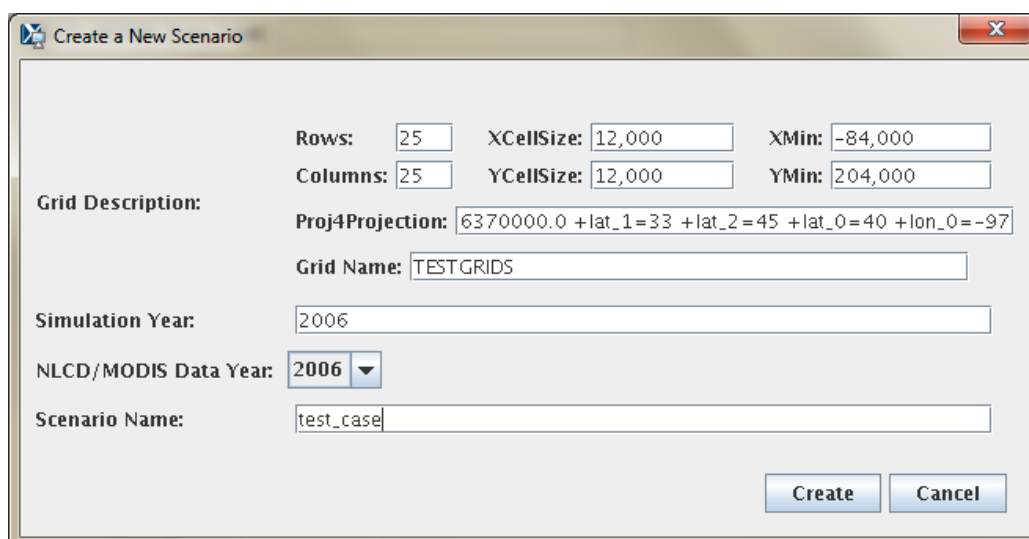 Create a New Scenario
Rows: 25 XCellSize: 12,000 XMin: -84,000
Columns: 25 YCellSize: 12,000 YMin: 204,000
Grid Description:
Proj4Projection: 6370000.0 +lat_1=33 +lat_2=45 +lat_0=40 +lon_0=-97
Grid Name: TESTGRIDS
Simulation Year: 2006
NLCD/MODIS Data Year: 2006
Scenario Name: test_case
Create Cancel